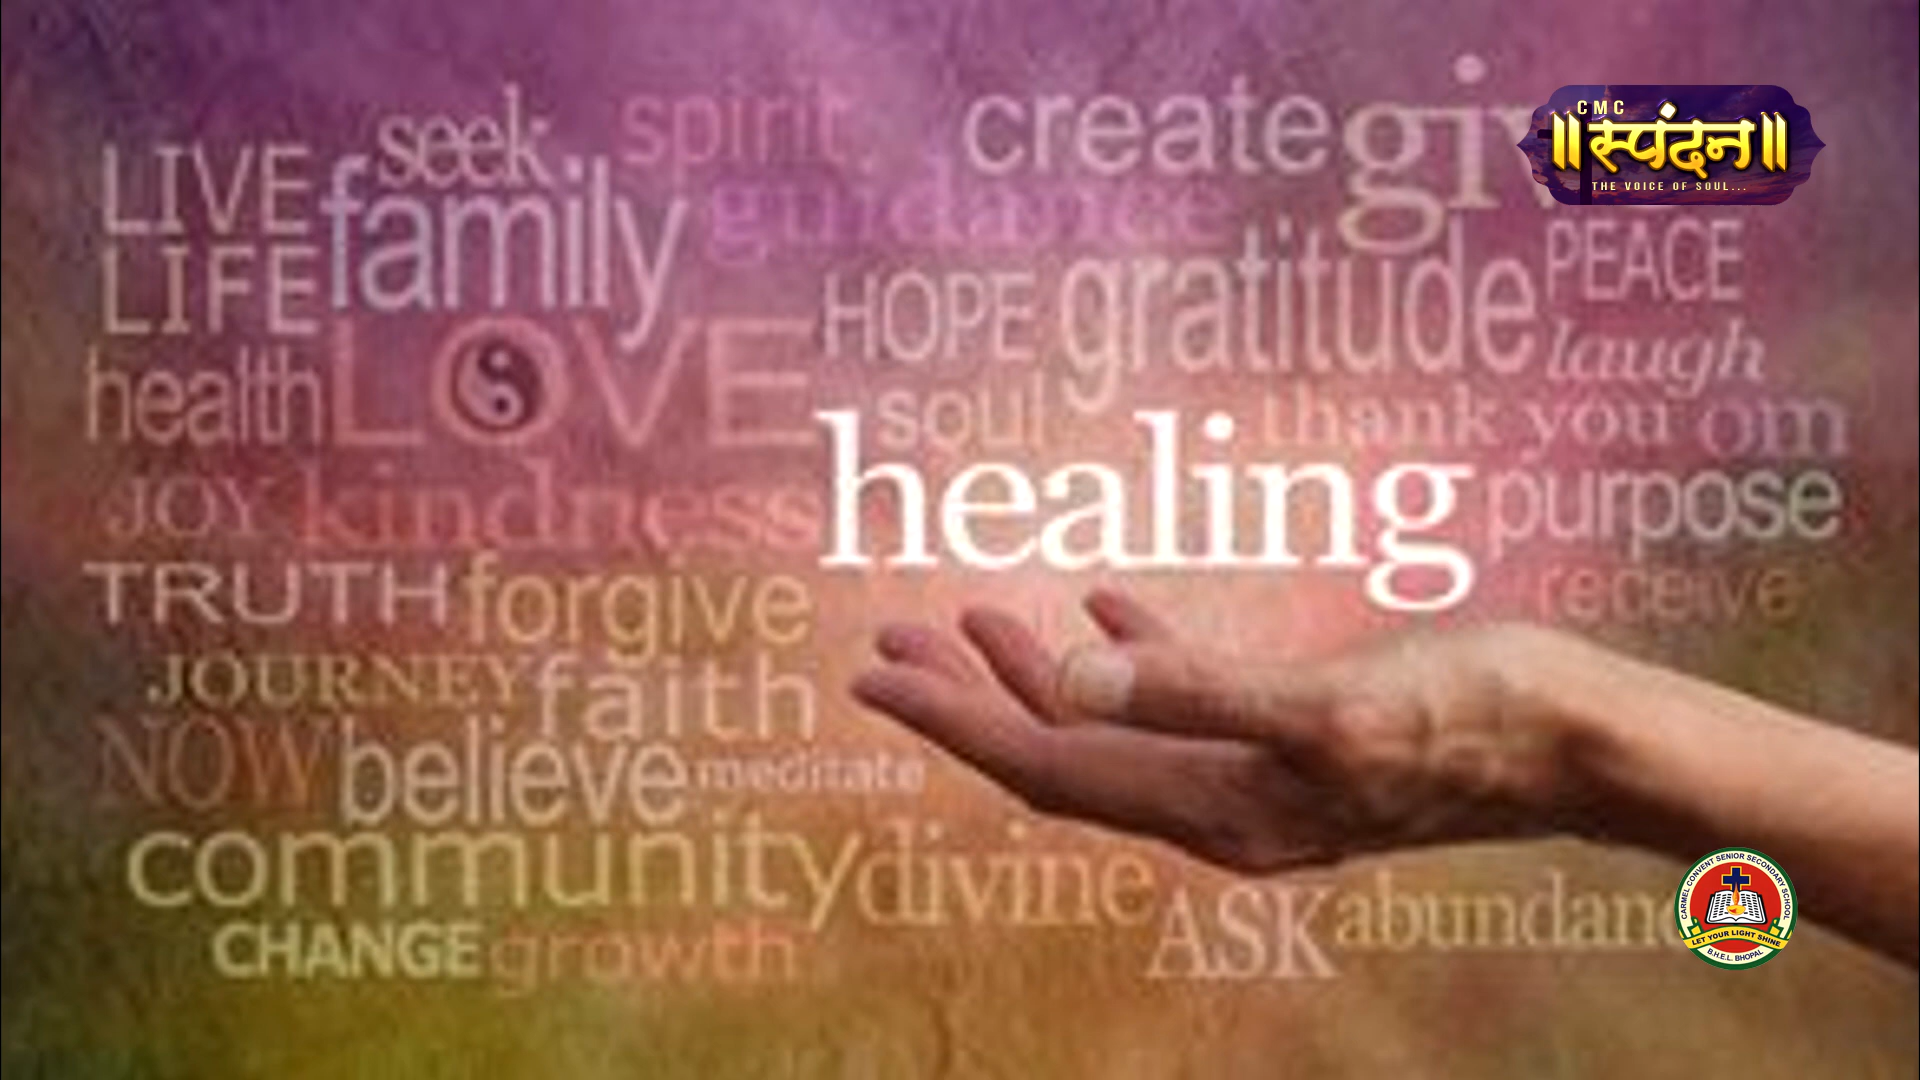 seek spirit create giv
CMC
॥स्पंदन॥
THE VOICE OF SOUL...
LIVE family guidance
LIFE HOPE gratitude PEACE
health LOVE soul thank you laugh
om
JOY kindness healing purpose
TRUTH forgive receive
JOURNEY faith
NOW believe meditate
community divine
CHANGE growth ASK abundanc
CARMEL CONVENT SENIOR SECONDARY SCHOOL
LET YOUR LIGHT SHINE
B.H.E.L. BHOPAL